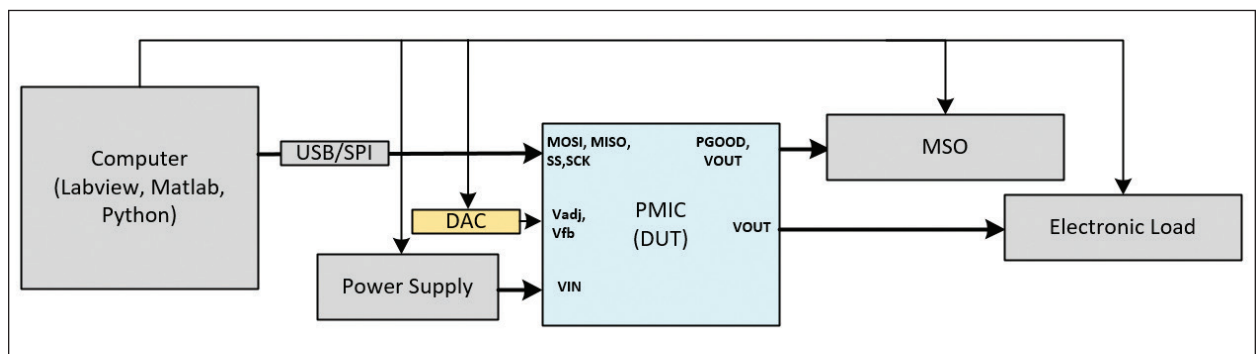 Computer
(Labview, Matlab,
Python)
USB/SPI
DAC
Power Supply
MOSI, MISO,
SS,SCK
Vadj,
Vfb
VIN
PMIC
(DUT)
PGOOD,
VOUT
VOUT
MSO
Electronic Load